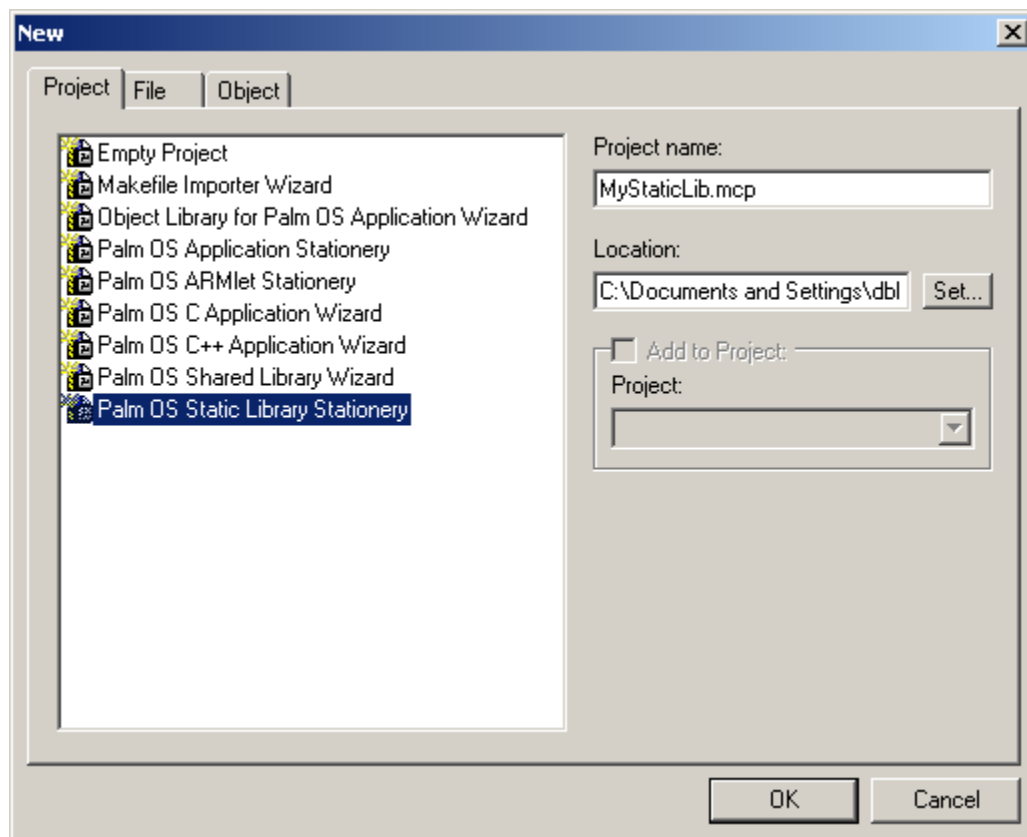 New
Project File Object
Empty Project
Makefile Importer Wizard
Object Library for Palm OS Application Wizard
Palm OS Application Stationery
Palm OS ARMlet Stationery
Palm OS C Application Wizard
Palm OS C++ Application Wizard
Palm OS Shared Library Wizard
Palm OS Static Library Stationery
Project name:
MyStaticLib.mcp
Location:
C:\Documents and Settings\dbl Set...
Add to Project:
Project:
OK Cancel